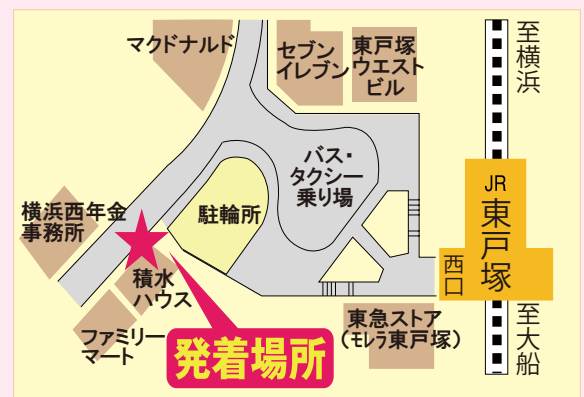 マクドナルド
セブン
イレブン
東戸塚
ウエスト
ビル
至横浜
バス・
タクシー
乗り場
JR
東戸塚
西口
横浜西年金
事務所
駐輪所
積水
ハウス
ファミリー
マート
発着場所
東急ストア
(モレラ東戸塚)
至大船